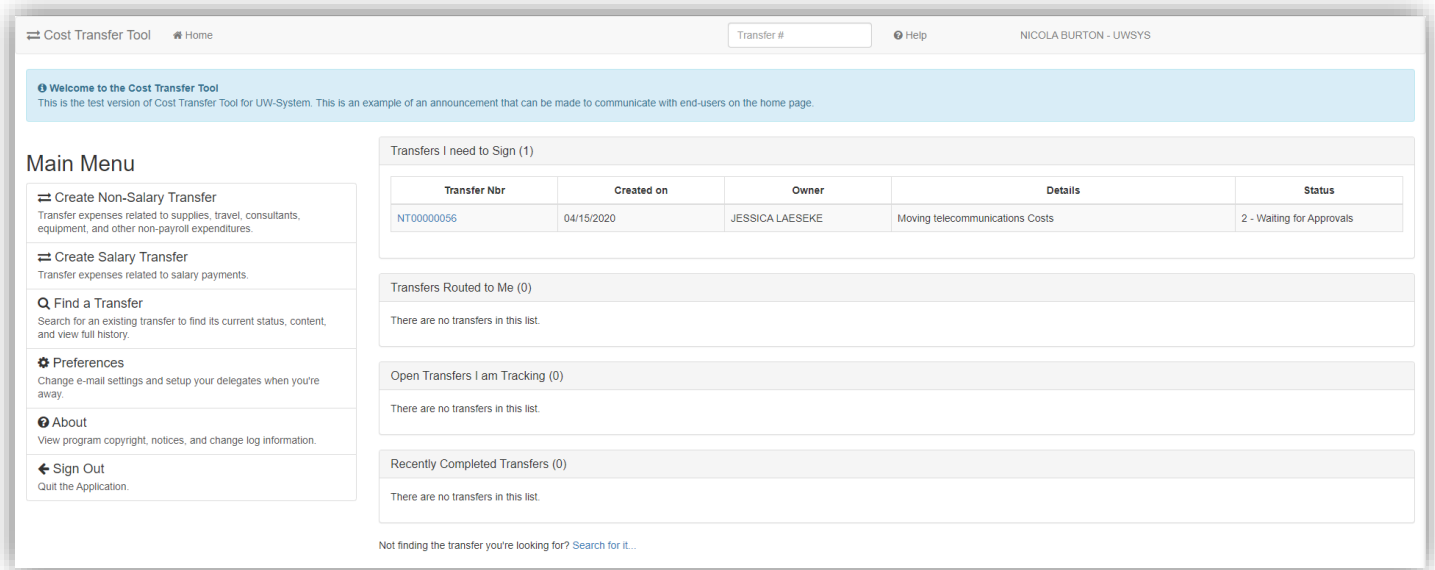 Cost Transfer Tool Home Transfer # Help NICOLA BURTON - UWSYS
Welcome to the Cost Transfer Tool
This is the test version of Cost Transfer Tool for UW-System. This is an example of an announcement that can be made to communicate with end-users on the home page.
Main Menu
Create Non-Salary Transfer
Transfer expenses related to supplies, travel, consultants,
equipment, and other non-payroll expenditures.
Create Salary Transfer
Transfer expenses related to salary payments.
Find a Transfer
Search for an existing transfer to find its current status, content,
and view full history.
Preferences
Change e-mail settings and setup your delegates when you're
away.
About
View program copyright, notices, and change log information.
Sign Out
Quit the Application.
Transfers I need to Sign (1)
Transfer Nbr Created on Owner Details Status
NT00000056 04/15/2020 JESSICA LAESEKE Moving telecommunications Costs 2 - Waiting for Approvals
Transfers Routed to Me (0)
There are no transfers in this list.
Open Transfers I am Tracking (0)
There are no transfers in this list.
Recently Completed Transfers (0)
There are no transfers in this list.
Not finding the transfer you're looking for? Search for it...